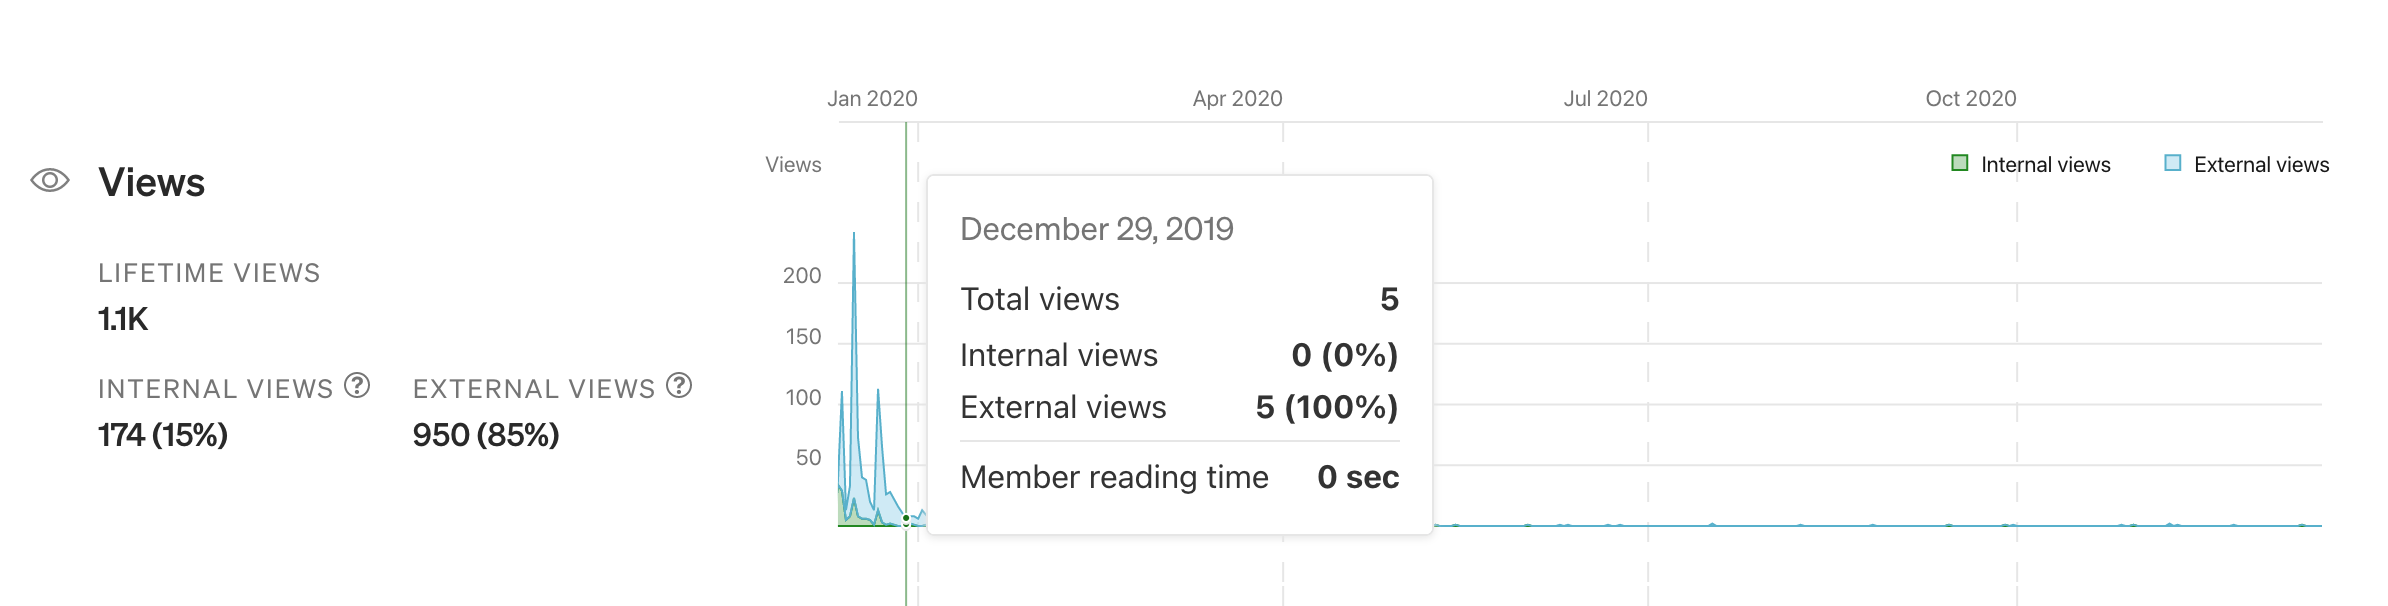 Jan 2020 Apr 2020 Jul 2020 Oct 2020
Views
Internal views External views
Views
LIFETIME VIEWS
1.1K
INTERNAL VIEWS ? EXTERNAL VIEWS ?
174 (15%) 950 (85%)
200
150
100
50
December 29, 2019
Total views 5
Internal views 0 (0%)
External views 5 (100%)
Member reading time 0 sec